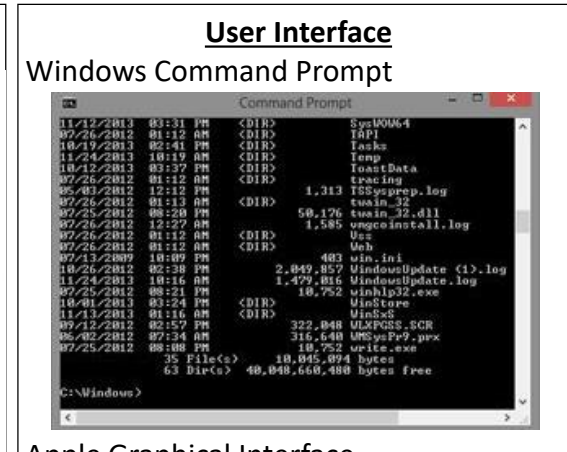 User Interface
Windows Command Prompt
Command Prompt
11/12/2013 03:31 PM <DIR> SysWOW64
07/26/2012 01:12 AM <DIR> TAPI
10/19/2013 02:41 PM <DIR> Tasks
11/24/2013 10:19 AM <DIR> Temp
10/12/2013 03:37 PM <DIR> ToastData
07/26/2012 01:12 AM <DIR> tracing
05/03/2012 12:12 PM 1,313 TSSysprep.log
07/26/2012 01:13 AM <DIR> twain_32
07/25/2012 08:20 PM 50,176 twain_32.dll
07/26/2012 12:27 AM 1,585 vmgcoinstall.log
07/26/2012 01:12 AM <DIR> Vss
07/26/2012 01:12 AM <DIR> Web
07/13/2009 10:09 PM 403 win.ini
10/26/2012 02:38 PM 2,049,857 WindowsUpdate (1).log
11/24/2013 10:16 AM 1,479,016 WindowsUpdate.log
07/25/2012 08:21 PM 10,752 winhlp32.exe
10/01/2013 03:24 PM <DIR> WinStore
11/13/2013 01:16 AM <DIR> WinSxS
09/12/2012 02:57 PM 322,048 WLXPGSS.SCR
06/02/2012 07:34 AM 316,640 WMSysPr9.prx
07/25/2012 08:08 PM 10,752 write.exe
35 File(s) 10,045,094 bytes
63 Dir(s) 40,048,660,480 bytes free
C:\Windows>
Apple Graphical Interface